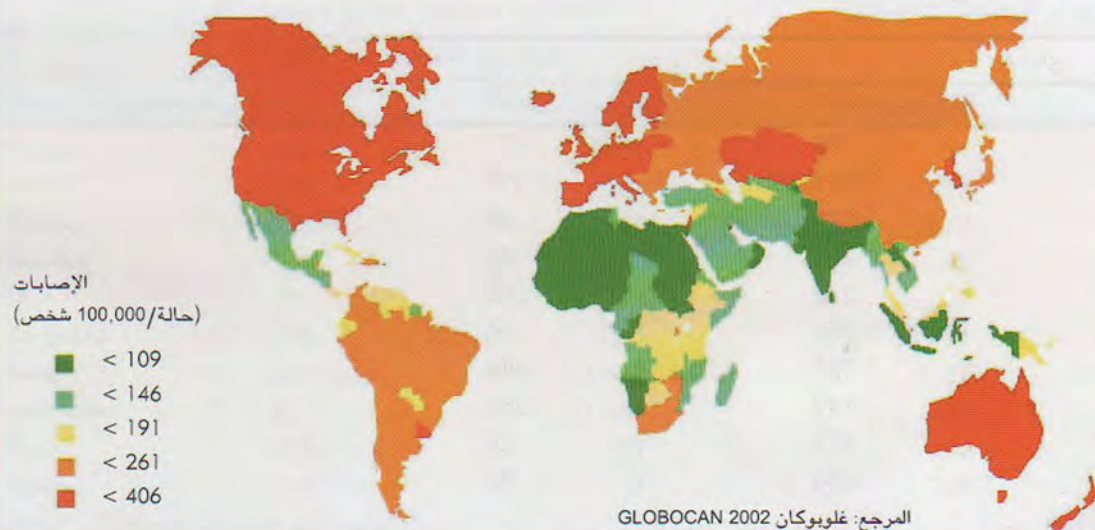 الإصابات
(حالة/100,000 شخص)
< 109
< 146
< 191
< 261
< 406
المرجع: غلوبوكان GLOBOCAN 2002